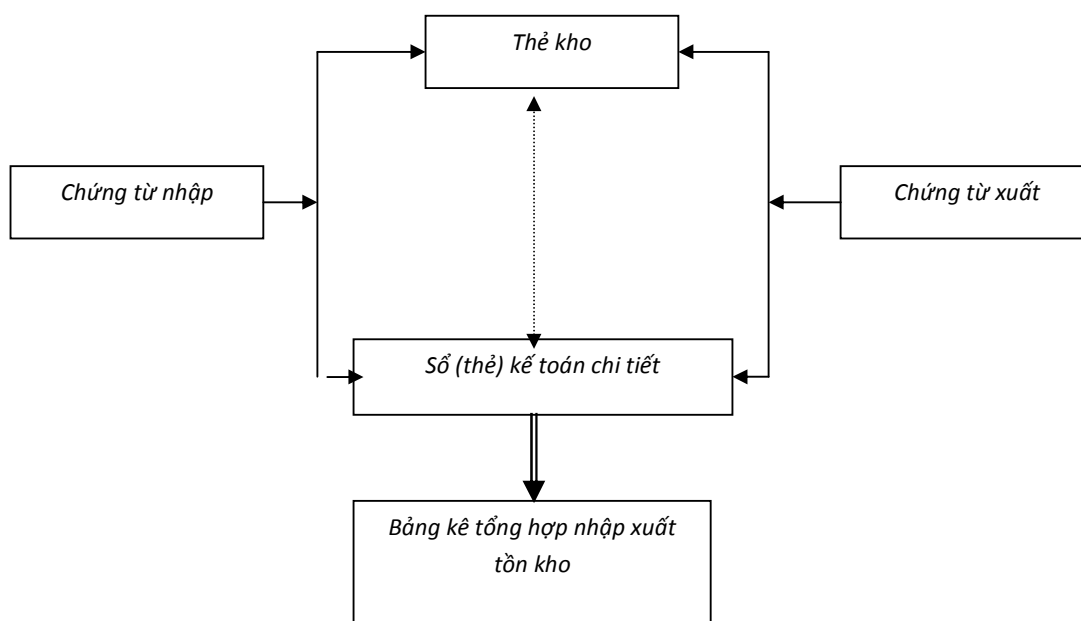 Thẻ kho
Chứng từ nhập
Chứng từ xuất
Sổ (thẻ) kế toán chi tiết
Bảng kê tổng hợp nhập xuất
tồn kho